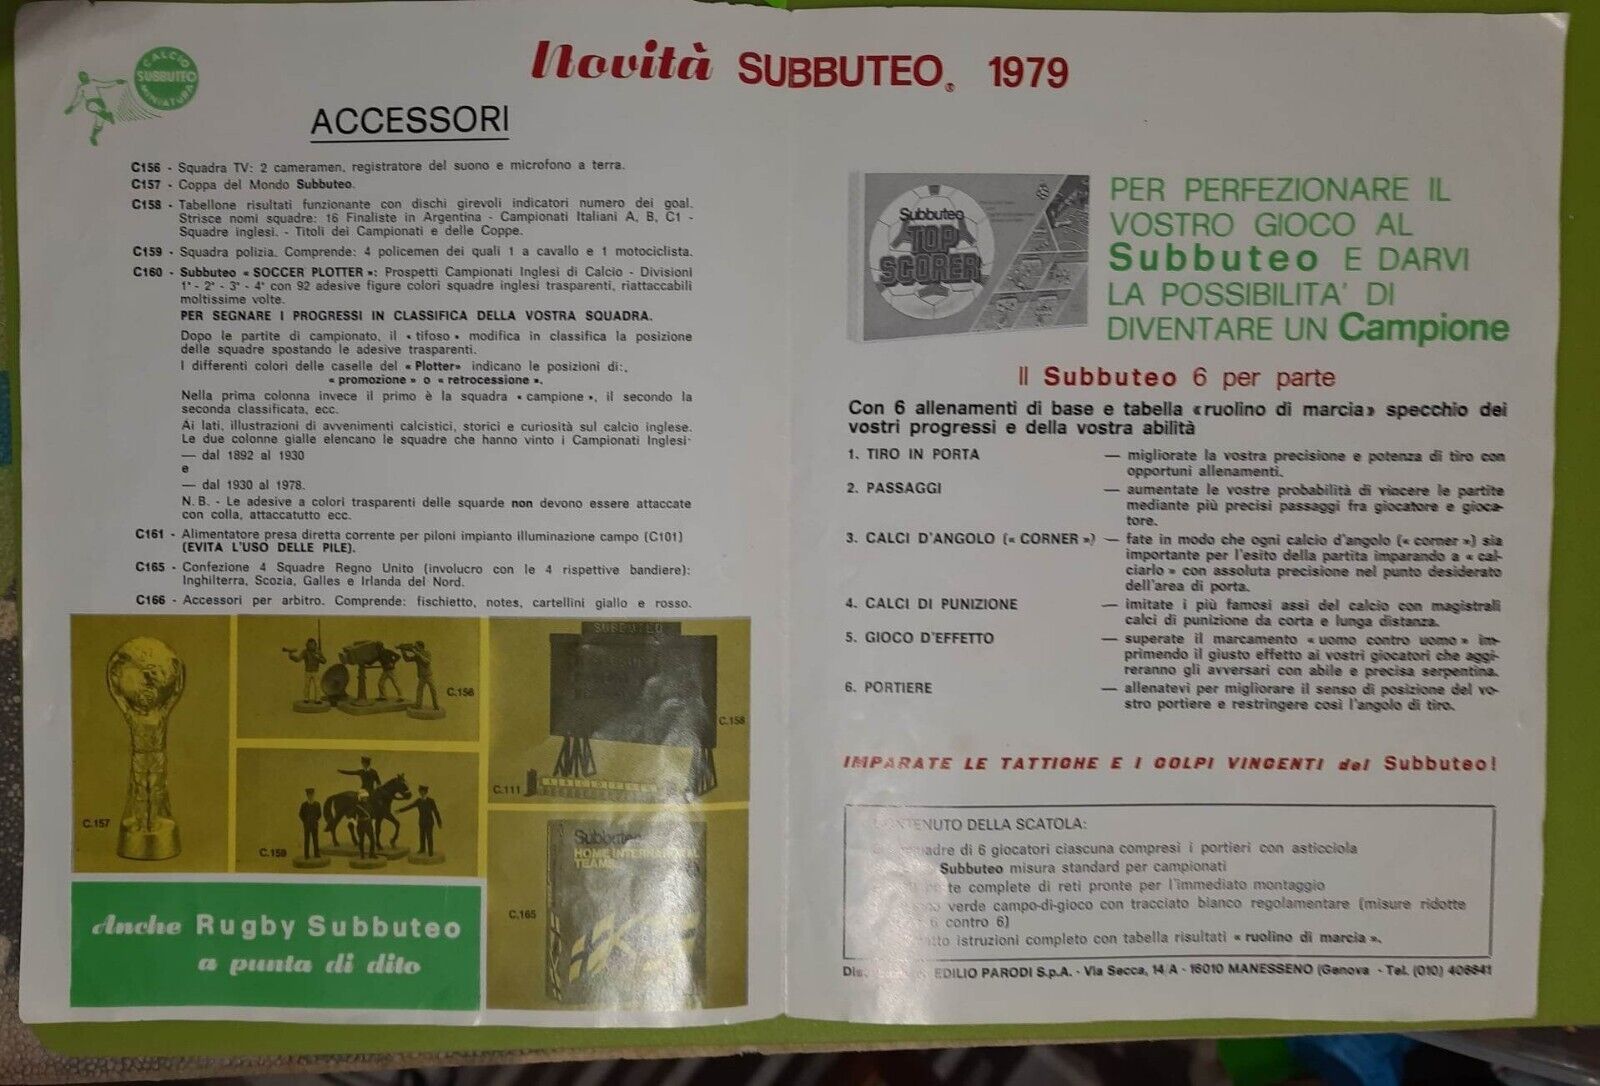 CALCIO
SUBBUTEO
MINIATURA
Novità SUBBUTEO® 1979
ACCESSORI
C156 - Squadra TV: 2 cameramen, registratore del suono e microfono a terra.
C157 - Coppa del Mondo Subbuteo.
C158 - Tabellone risultati funzionante con dischi girevoli indicatori numero dei goal.
Strisce nomi squadre: 16 Finaliste in Argentina - Campionati Italiani A, B, C1 -
Squadre inglesi. - Titoli dei Campionati e delle Coppe.
C159 - Squadra polizia. Comprende: 4 policemen dei quali 1 a cavallo e 1 motociclista.
C160 - Subbuteo « SOCCER PLOTTER »: Prospetti Campionati Inglesi di Calcio - Divisioni
1ª - 2ª - 3ª - 4ª con 92 adesive figure colori squadre inglesi trasparenti, riattaccabili
moltissime volte.
PER SEGNARE I PROGRESSI IN CLASSIFICA DELLA VOSTRA SQUADRA.
Dopo le partite di campionato, il « tifoso » modifica in classifica la posizione
delle squadre spostando le adesive trasparenti.
I differenti colori delle caselle del « Plotter» indicano le posizioni di:,
« promozione » o « retrocessione ».
Nella prima colonna invece il primo è la squadra « campione », il secondo la
seconda classificata, ecc.
Ai lati, illustrazioni di avvenimenti calcistici, storici e curiosità sul calcio inglese.
Le due colonne gialle elencano le squadre che hanno vinto i Campionati Inglesi-
— dal 1892 al 1930
e
— dal 1930 al 1978.
N.B. - Le adesive a colori trasparenti delle squarde non devono essere attaccate
con colla, attaccatutto ecc.
C161 - Alimentatore presa diretta corrente per piloni impianto illuminazione campo (C101)
(EVITA L'USO DELLE PILE).
C165 - Confezione 4 Squadre Regno Unito (involucro con le 4 rispettive bandiere):
Inghilterra, Scozia, Galles e Irlanda del Nord.
C166 - Accessori per arbitro. Comprende: fischietto, notes, cartellini giallo e rosso.
C.157
C.156
C.159
SUBBUTEO
C.158
C.111
Subbuteo
HOME INTERNATIONAL
TEAMS
C.165
Anche Rugby Subbuteo
a punta di dito
Subbuteo
TOP
SCORER
PER PERFEZIONARE IL
VOSTRO GIOCO AL
Subbuteo E DARVI
LA POSSIBILITA' DI
DIVENTARE UN Campione
Il Subbuteo 6 per parte
Con 6 allenamenti di base e tabella «ruolino di marcia» specchio dei
vostri progressi e della vostra abilità
1. TIRO IN PORTA — migliorate la vostra precisione e potenza di tiro con
opportuni allenamenti.
2. PASSAGGI — aumentate le vostre probabilità di vincere le partite
mediante più precisi passaggi fra giocatore e gioca-
tore.
3. CALCI D'ANGOLO (« CORNER ») — fate in modo che ogni calcio d'angolo (« corner ») sia
importante per l'esito della partita imparando a « cal-
ciarlo » con assoluta precisione nel punto desiderato
dell'area di porta.
4. CALCI DI PUNIZIONE — imitate i più famosi assi del calcio con magistrali
calci di punizione da corta e lunga distanza.
5. GIOCO D'EFFETTO — superate il marcamento « uomo contro uomo » im-
primendo il giusto effetto ai vostri giocatori che aggi-
reranno gli avversari con abile e precisa serpentina.
6. PORTIERE — allenatevi per migliorare il senso di posizione del vo-
stro portiere e restringere così l'angolo di tiro.
IMPARATE LE TATTICHE E I COLPI VINCENTI del Subbuteo!
CONTENUTO DELLA SCATOLA:
squadre di 6 giocatori ciascuna compresi i portieri con asticciola
Subbuteo misura standard per campionati
complete di reti pronte per l'immediato montaggio
verde campo-di-gioco con tracciato bianco regolamentare (misure ridotte
6 contro 6)
istruzioni completo con tabella risultati « ruolino di marcia ».
EDILIO PARODI S.p.A. - Via Secca, 14/A - 16010 MANESSENO (Genova - Tel. (010) 406641